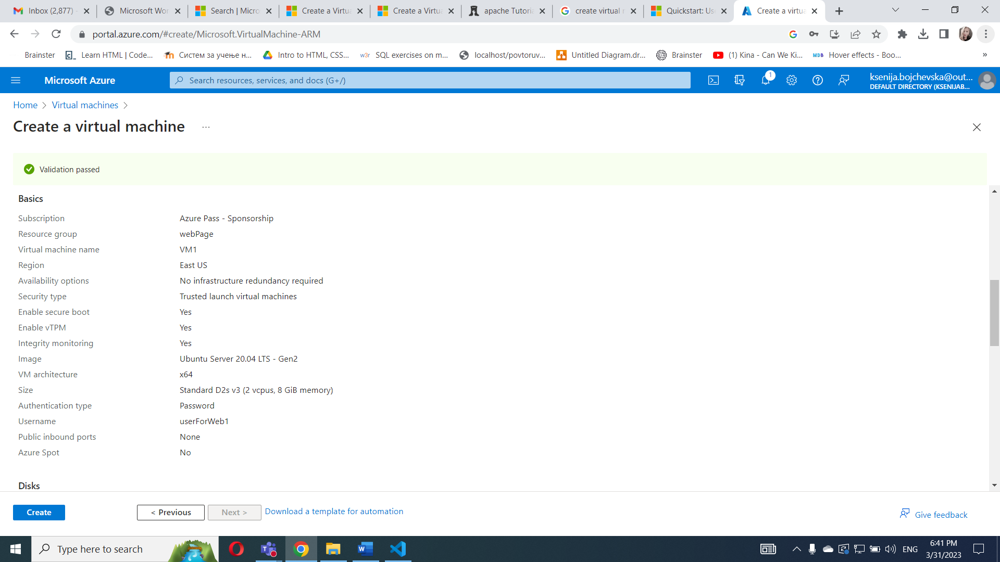 Inbox (2,877) -
Microsoft Wor
Search | Micro
Create a Virtua
Create a Virtua
apache Tutoria
create virtual
Quickstart: Us
Create a virtua
portal.azure.com/#create/Microsoft.VirtualMachine-ARM
Brainster
Learn HTML | Code...
Систем за учење н...
Intro to HTML, CSS...
w3r
SQL exercises on m...
localhost/povtoruv...
Untitled Diagram.dr...
Brainster
(1) Kina - Can We Ki...
MDB
Hover effects - Boo...
»
Microsoft Azure
Search resources, services, and docs (G+/)
1
ksenija.bojchevska@out...
DEFAULT DIRECTORY (KSENIJAB...
Home > Virtual machines >
Create a virtual machine ...
Validation passed
Basics
Subscription Azure Pass - Sponsorship
Resource group webPage
Virtual machine name VM1
Region East US
Availability options No infrastructure redundancy required
Security type Trusted launch virtual machines
Enable secure boot Yes
Enable vTPM Yes
Integrity monitoring Yes
Image Ubuntu Server 20.04 LTS - Gen2
VM architecture x64
Size Standard D2s v3 (2 vcpus, 8 GiB memory)
Authentication type Password
Username userForWeb1
Public inbound ports None
Azure Spot No
Disks
Create
< Previous
Next >
Download a template for automation
Give feedback
Type here to search
ENG
6:41 PM
3/31/2023